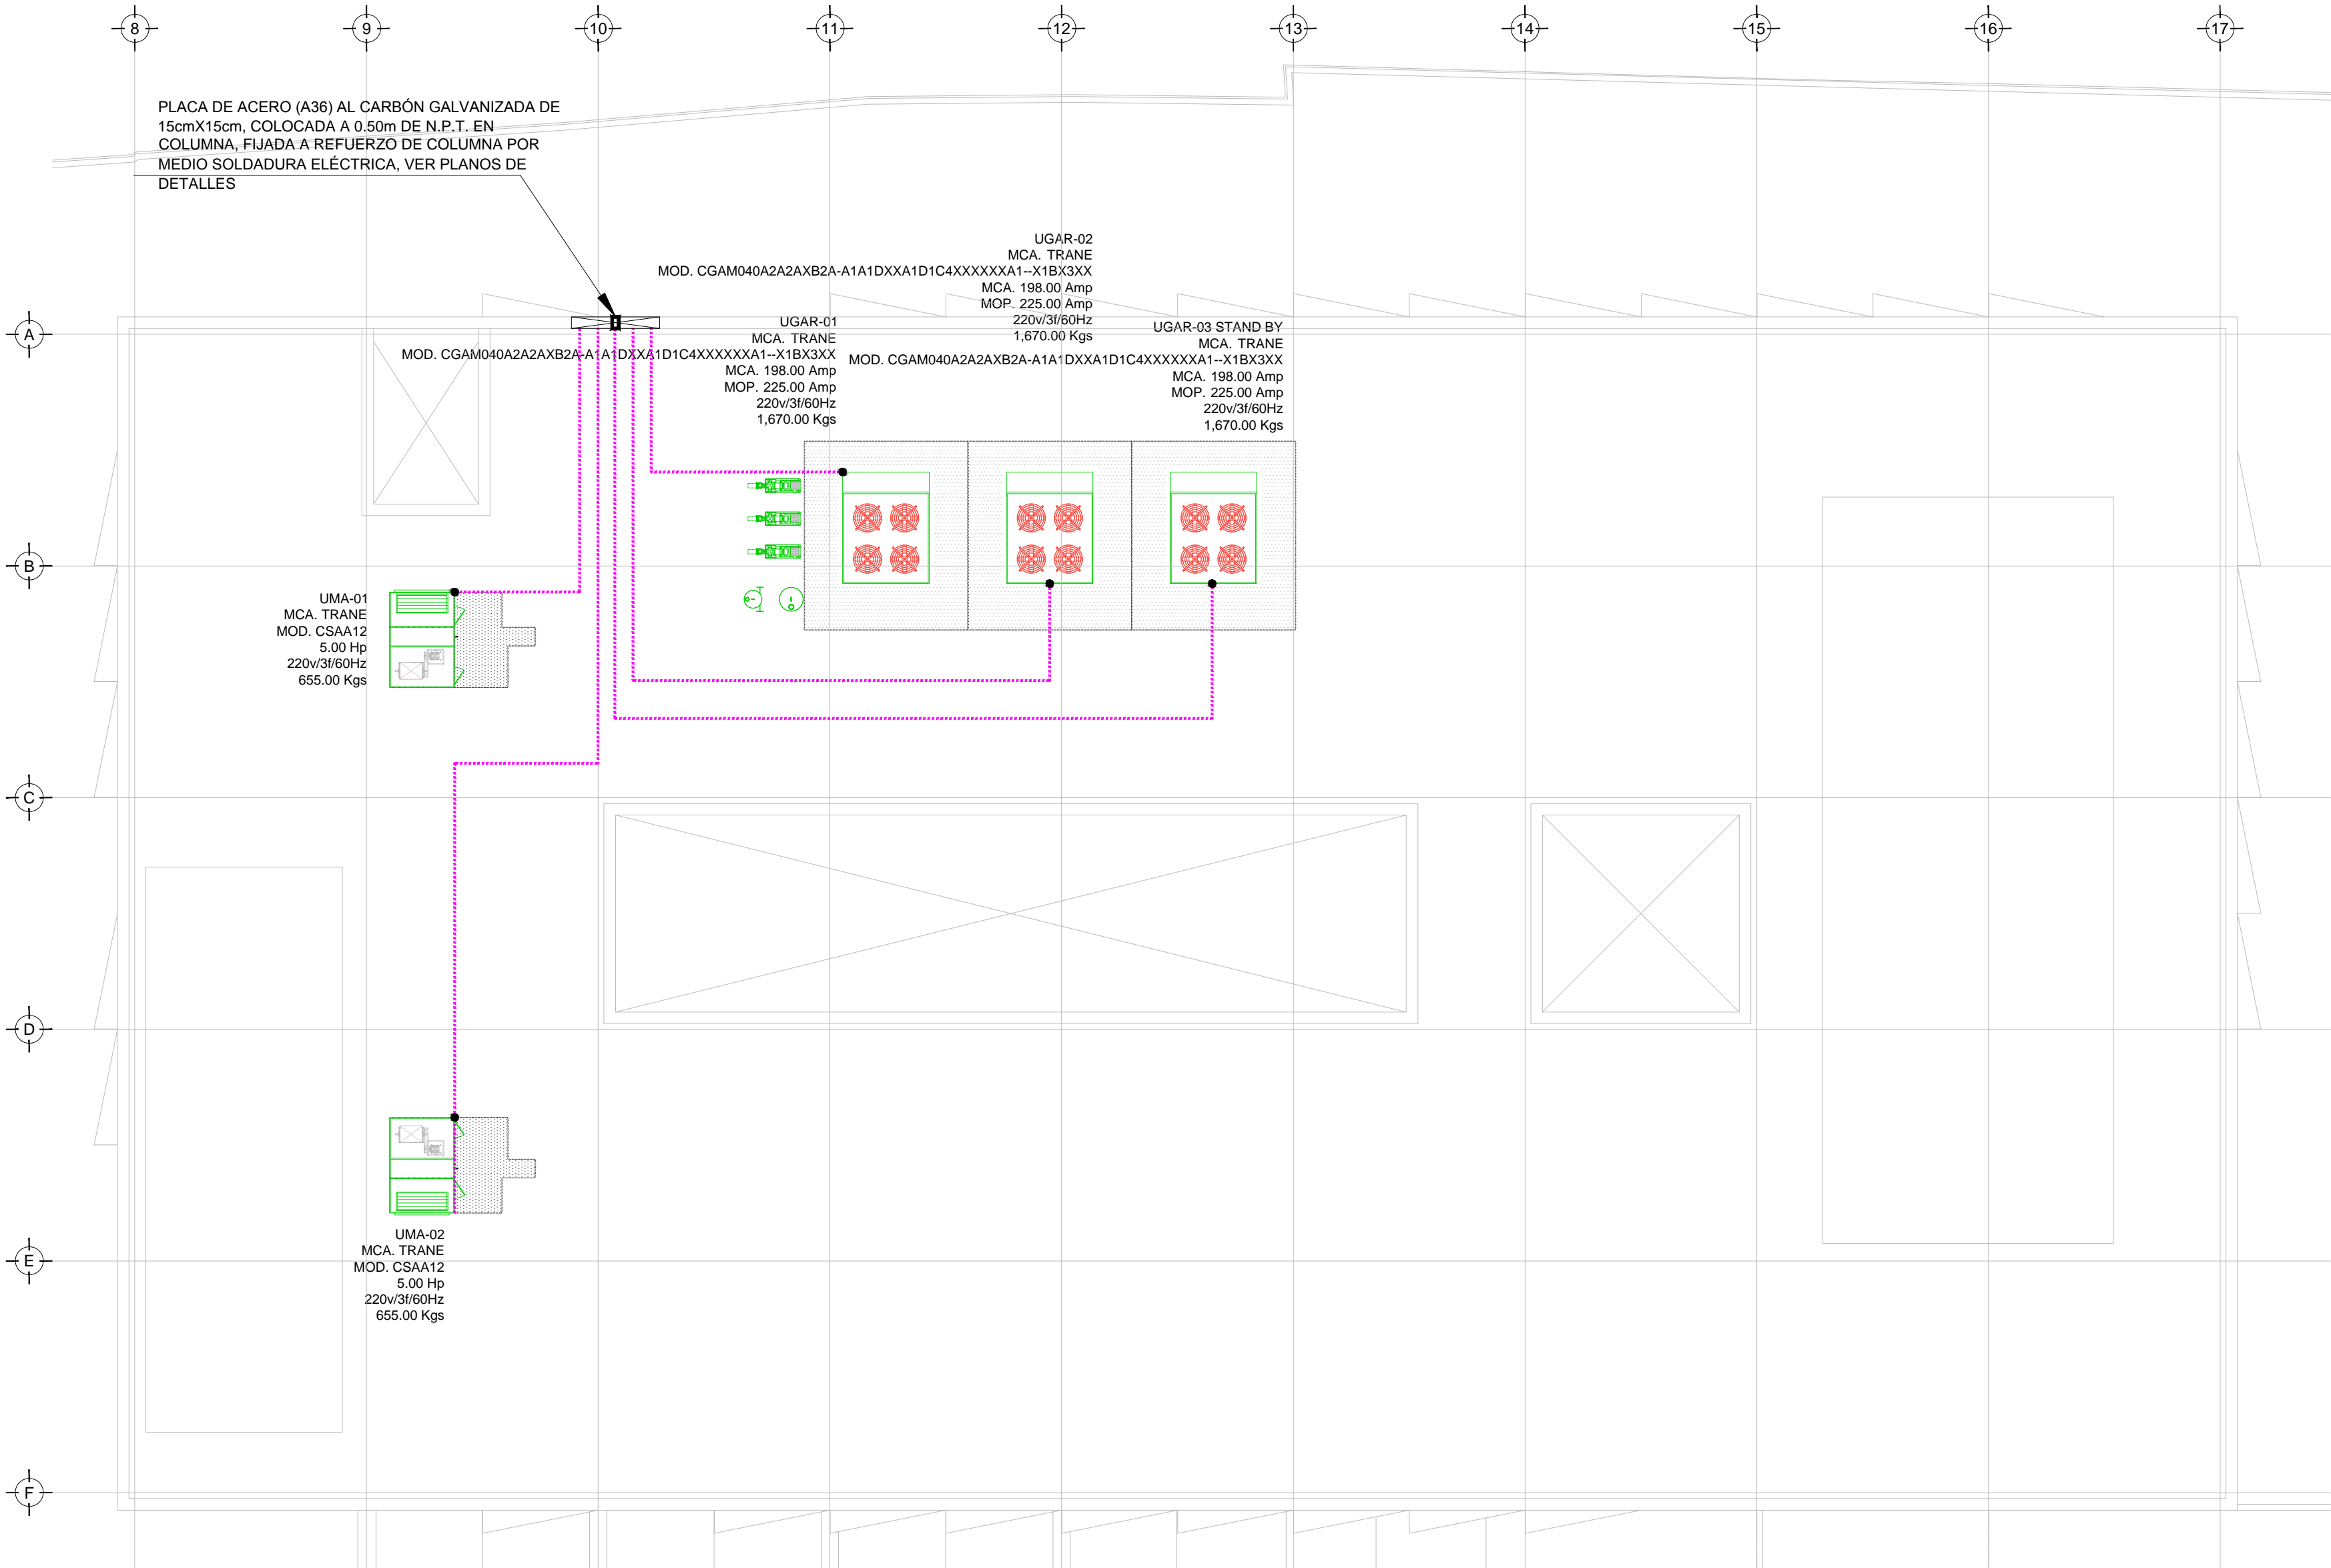 8
9
10
11
12
13
14
15
16
17
PLACA DE ACERO (A36) AL CARBÓN GALVANIZADA DE
15cmX15cm, COLOCADA A 0.50m DE N.P.T. EN
COLUMNA, FIJADA A REFUERZO DE COLUMNA POR
MEDIO SOLDADURA ELÉCTRICA, VER PLANOS DE
DETALLES
UGAR-02
MCA. TRANE
MOD. CGAM040A2A2AXB2A-A1A1DXXA1D1C4XXXXXXA1--X1BX3XX
MCA. 198.00 Amp
MOP. 225.00 Amp
220v/3f/60Hz
1,670.00 Kgs
UGAR-01
MCA. TRANE
MOD. CGAM040A2A2AXB2A-A1A1DXXA1D1C4XXXXXXA1--X1BX3XX
MCA. 198.00 Amp
MOP. 225.00 Amp
220v/3f/60Hz
1,670.00 Kgs
UGAR-03 STAND BY
MCA. TRANE
MOD. CGAM040A2A2AXB2A-A1A1DXXA1D1C4XXXXXXA1--X1BX3XX
MCA. 198.00 Amp
MOP. 225.00 Amp
220v/3f/60Hz
1,670.00 Kgs
A
B
UMA-01
MCA. TRANE
MOD. CSAA12
5.00 Hp
220v/3f/60Hz
655.00 Kgs
C
D
UMA-02
MCA. TRANE
MOD. CSAA12
5.00 Hp
220v/3f/60Hz
655.00 Kgs
E
F